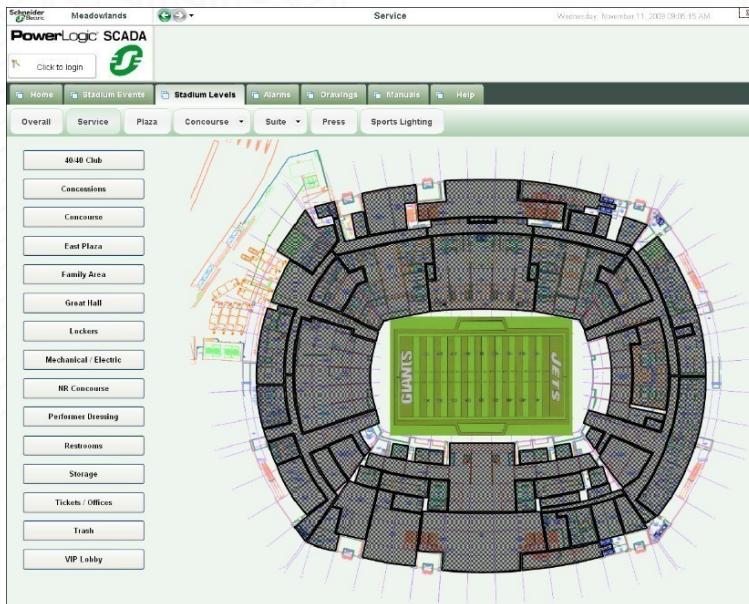 Schneider Electric
Meadowlands
Service
Wednesday, November 11, 2009 09:05:15 AM
PowerLogic SCADA
Click to login
Home
Stadium Events
Stadium Levels
Alarms
Drawings
Manuals
Help
Overall
Service
Plaza
Concourse
Suite
Press
Sports Lighting
40/40 Club
Concessions
Concourse
East Plaza
Family Area
Great Hall
Lockers
Mechanical / Electric
NR Concourse
Performer Dressing
Restrooms
Storage
Tickets / Offices
Trash
VIP Lobby
GIANTS
JETS